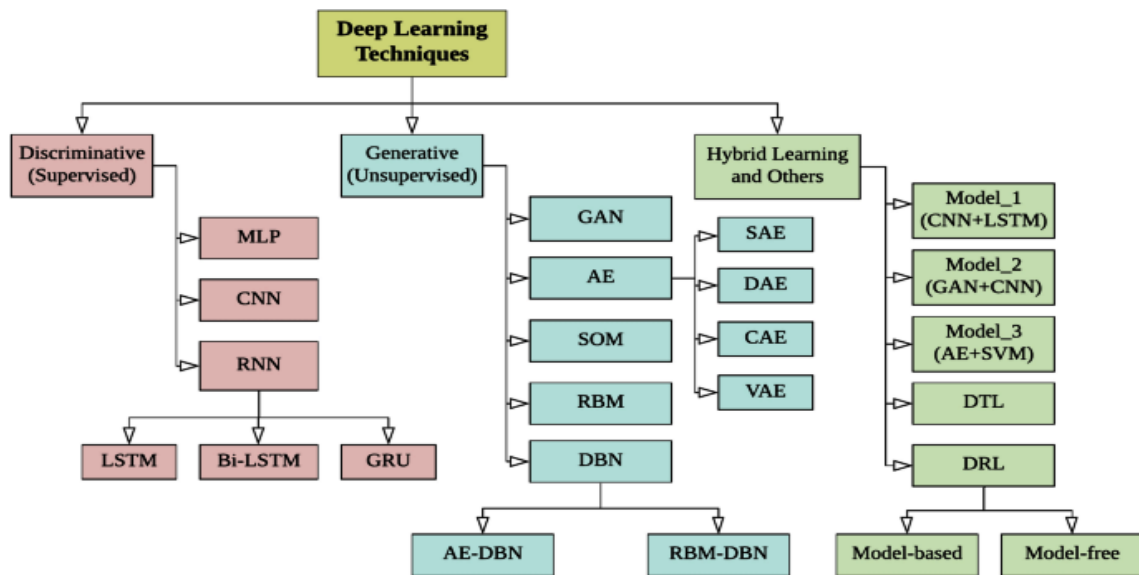 Deep Learning
Techniques
Discriminative
(Supervised)
MLP
CNN
RNN
LSTM
Bi-LSTM
GRU
Generative
(Unsupervised)
GAN
AE
SAE
DAE
CAE
VAE
SOM
RBM
DBN
AE-DBN
RBM-DBN
Hybrid Learning
and Others
Model_1
(CNN+LSTM)
Model_2
(GAN+CNN)
Model_3
(AE+SVM)
DTL
DRL
Model-based
Model-free